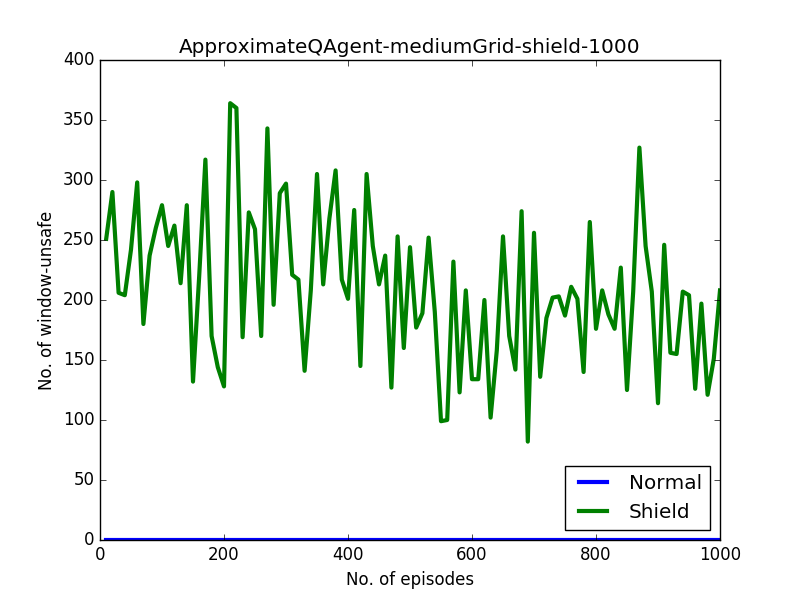 ApproximateQAgent-mediumGrid-shield-1000
400
350
300
250
200
150
100
50
0
No. of window-unsafe
Normal
Shield
0 200 400 600 800 1000
No. of episodes